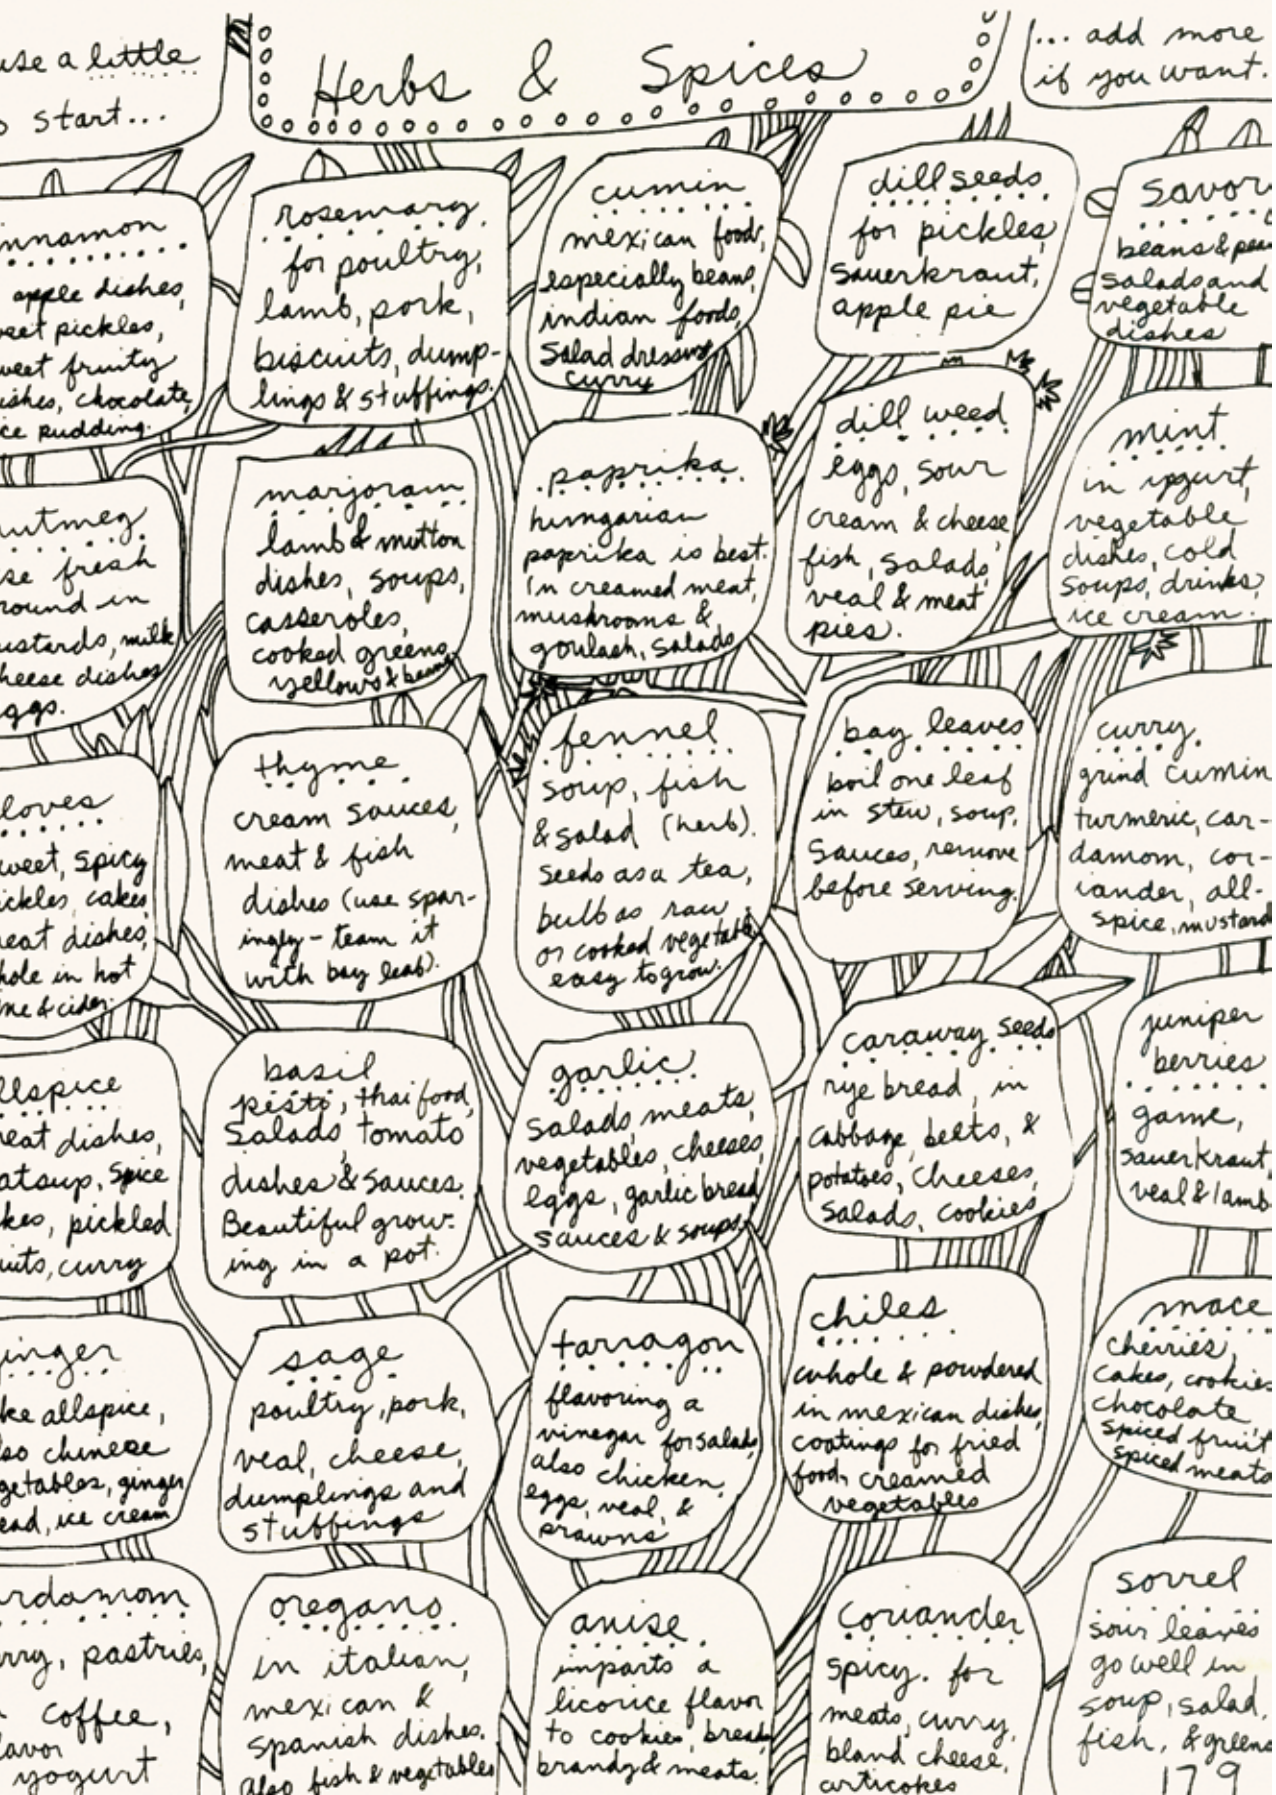 use a little
start...
Herbs & Spices
... add more
if you want.
nnamon
apple dishes,
eet pickles,
weet fruity
ishes, chocolate,
ce pudding.
utmeg
se fresh
round in
ustards, milk
heese dishes
ggs.
loves
weet, spicy
ickles, cakes,
eat dishes,
hole in hot
ne & cider.
llspice
eat dishes,
atsup, spice
kes, pickled
uits, curry
inger
ke allspice,
so chinese
getables, ginger
ead, ice cream
rdamom
rry, pastries,
coffee,
lavor
yogurt
rosemary
for poultry,
lamb, pork,
biscuits, dump-
lings & stuffings.
marjoram
lamb & mutton
dishes, soups,
casseroles,
cooked greens,
yellows & beans
thyme
cream sauces,
meat & fish
dishes (use spar-
ingly - team it
with bay leaf).
basil
pesto, thai food,
salads, tomato
dishes & sauces.
Beautiful grow-
ing in a pot.
sage
poultry, pork,
veal, cheese,
dumplings and
stuffings
oregano
in italian,
mexican &
spanish dishes.
Also fish & vegetables
cumin
mexican food,
especially beans,
indian foods,
salad dressing
curry
paprika
hungarian
paprika is best.
In creamed meat,
mushrooms &
goulash, salads
fennel
soup, fish
& salad (herb).
seeds as a tea,
bulb as raw
or cooked vegetable
easy to grow.
garlic
salads, meats,
vegetables, cheeses,
eggs, garlic bread
sauces & soups
tarragon
flavoring a
vinegar for salads
also chicken,
eggs, veal, &
prawns
anise
imparts a
licorice flavor
to cookies, breads
brandy & meats.
dill seeds
for pickles,
sauerkraut,
apple pie
dill weed
eggs, sour
cream & cheese
fish, salads,
veal & meat
pies.
bay leaves
boil one leaf
in stew, soup,
sauces, remove
before serving.
caraway seeds
rye bread, in
cabbage, beets, &
potatoes, cheeses,
salads, cookies
chiles
whole & powdered
in mexican dishes,
coatings for fried
food, creamed
vegetables
coriander
spicy. for
meats, curry,
bland cheese,
articokes
savor
beans & pea
salads and
vegetable
dishes
mint
in yogurt,
vegetable
dishes, cold
soups, drinks,
ice cream.
curry
grind cumin
turmeric, car-
damom, cor-
iander, all-
spice, mustard
juniper
berries
game,
sauerkraut,
veal & lamb
mace
cherries,
cakes, cookies
chocolate,
spiced fruit
spiced meats
sorrel
sour leaves
go well in
soup, salad,
fish, & greens
179